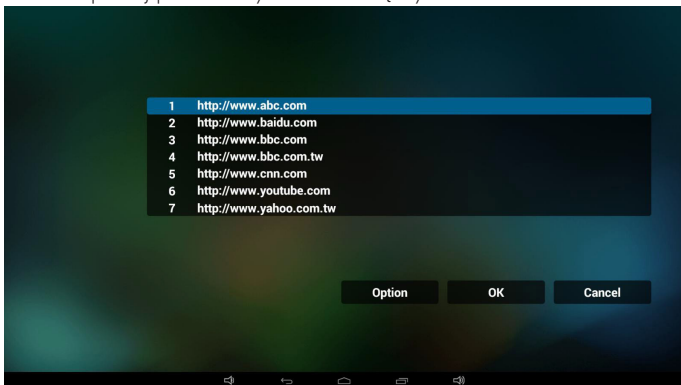 1 http://www.abc.com
2 http://www.baidu.com
3 http://www.bbc.com
4 http://www.bbc.com.tw
5 http://www.cnn.com
6 http://www.youtube.com
7 http://www.yahoo.com.tw
Option OK Cancel